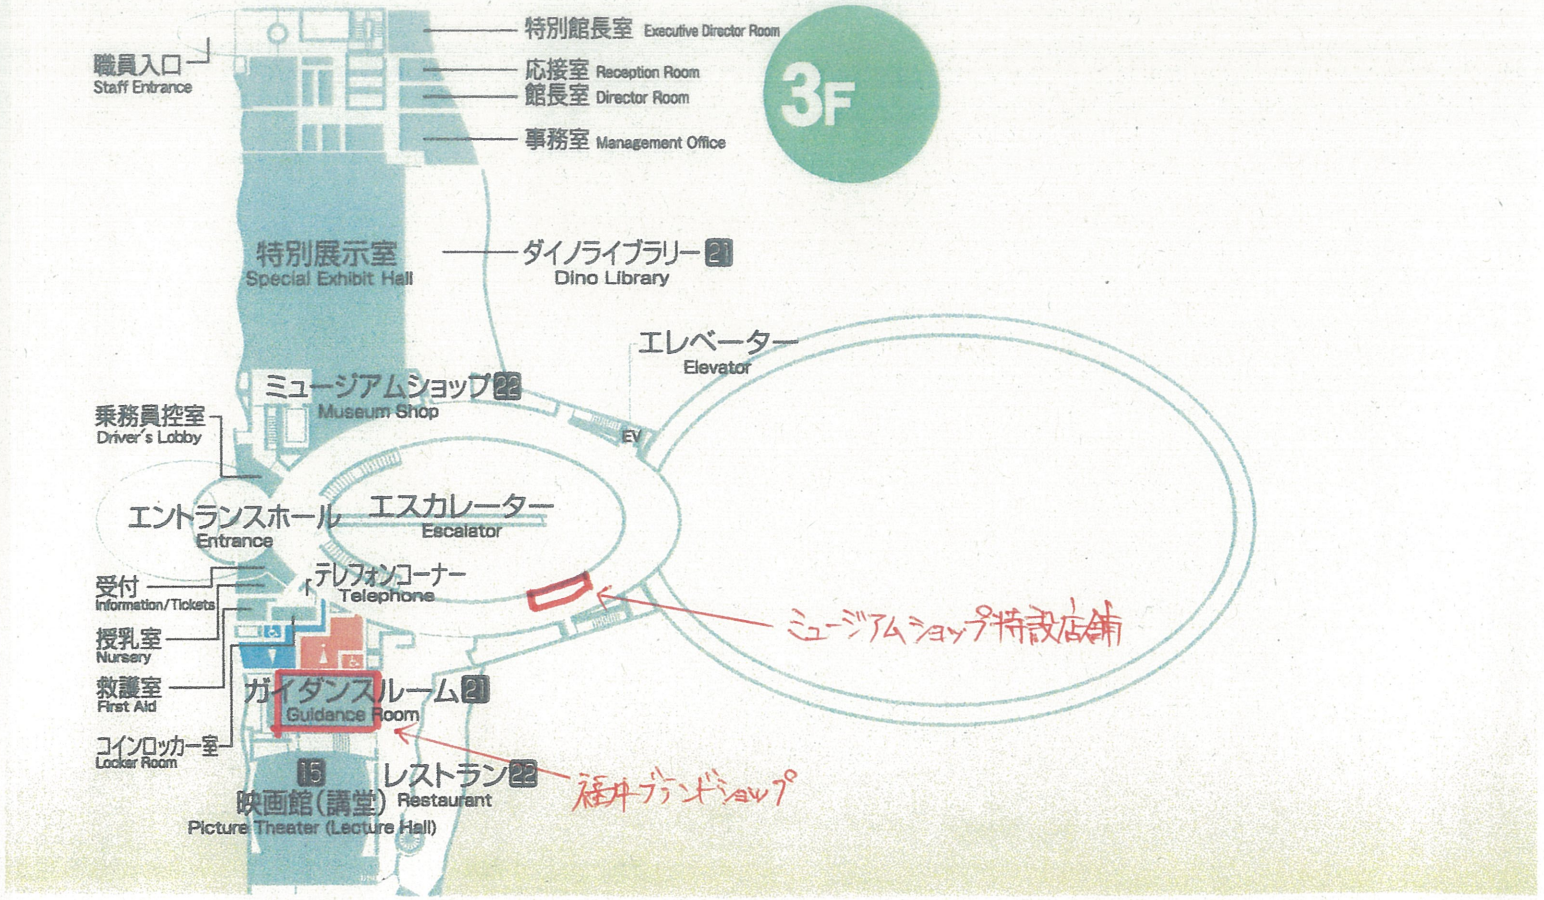 特別館長室 Executive Director Room
3F
職員入口
Staff Entrance
応接室 Reception Room
館長室 Director Room
事務室 Management Office
特別展示室
Special Exhibit Hall
ダイノライブラリー 21
Dino Library
エレベーター
Elevator
ミュージアムショップ 22
Museum Shop
乗務員控室
Driver's Lobby
EV
エスカレーター
Escalator
エントランスホール
Entrance
テレフォンコーナー
Telephone
受付
Information/Tickets
ミュージアムショップ特設店舗
授乳室
Nursery
救護室
First Aid
ガイダンスルーム 21
Guidance Room
コインロッカー室
Locker Room
15
レストラン 22
Restaurant
福井ブランドショップ
映画館(講堂)
Picture Theater (Lecture Hall)